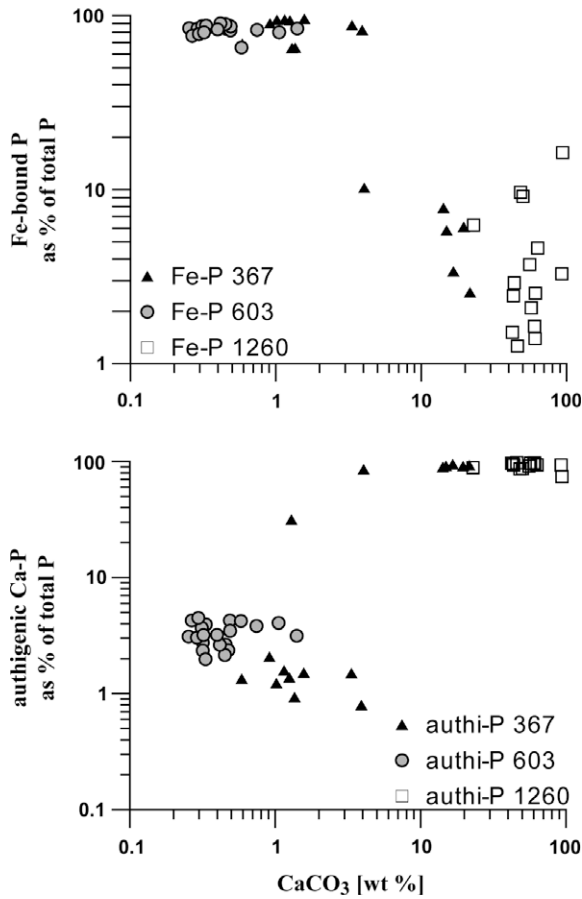 100
10
1
Fe-bound P
as % of total P
Fe-P 367
Fe-P 603
Fe-P 1260
0.1 1 10 100
100
10
1
0.1
authigenic Ca-P
as % of total P
authi-P 367
authi-P 603
authi-P 1260
0.1 1 10 100
CaCO₃ [wt %]